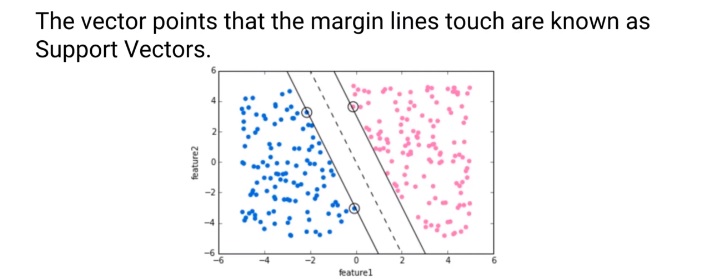 The vector points that the margin lines touch are known as
Support Vectors.
6
4
2
0
−2
−4
−6
feature2
−6 −4 −2 0 2 4 6
feature1